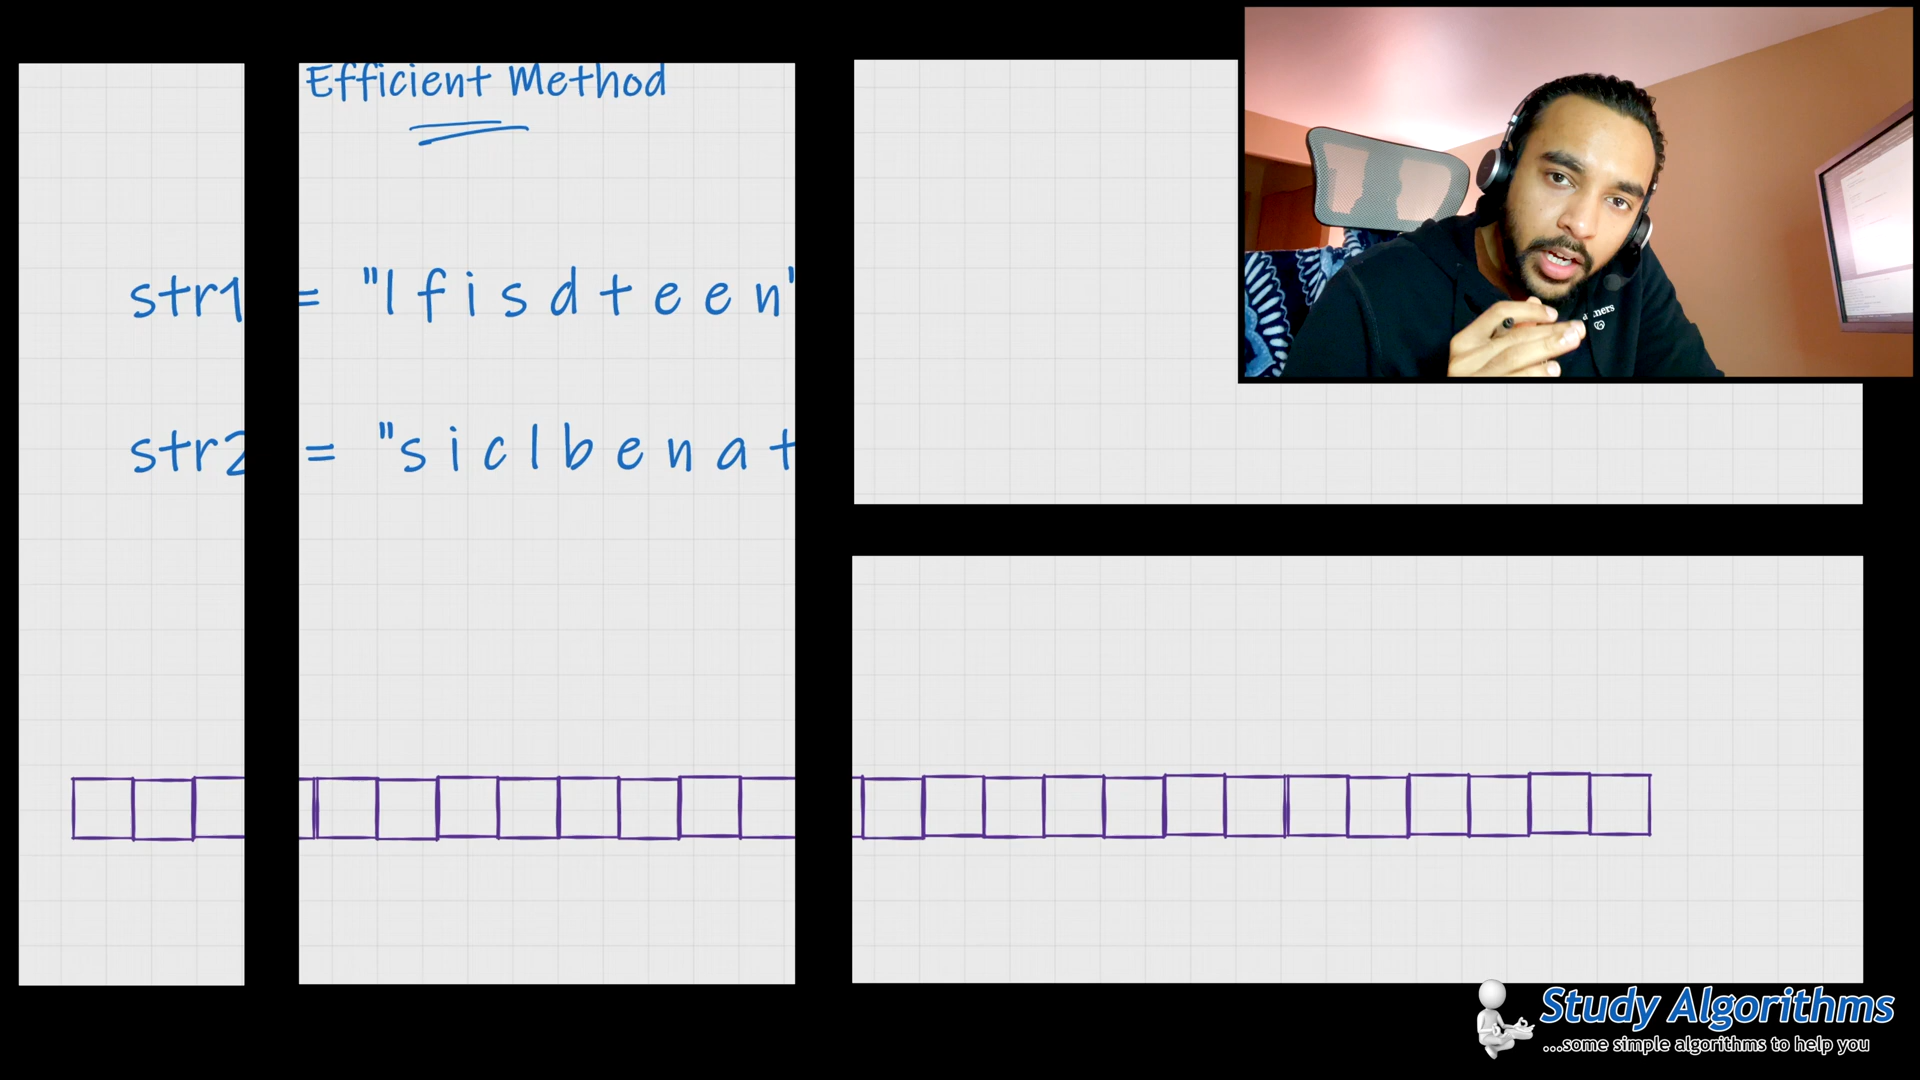 Efficient Method
str1 = "l f i s d t e e n"
str2 = "s i c l b e n a t
Study Algorithms
...some simple algorithms to help you